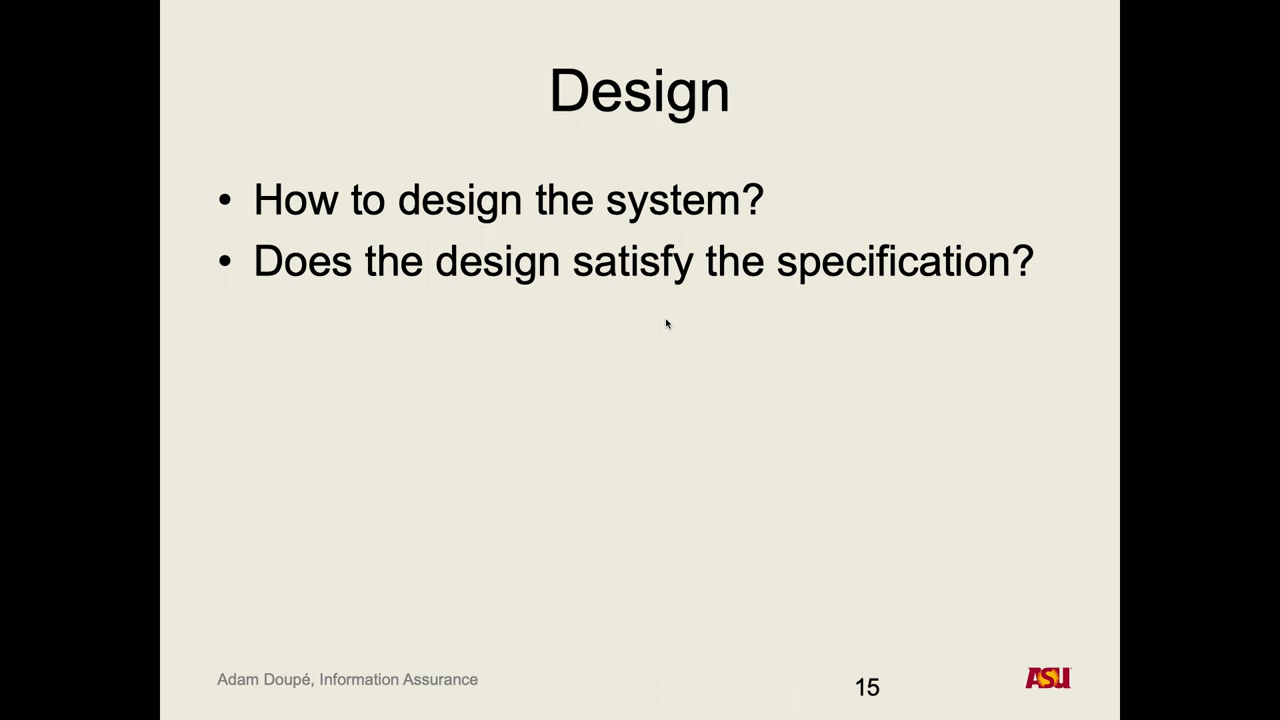 Design
• How to design the system?
• Does the design satisfy the specification?
Adam Doupé, Information Assurance
15
ASU